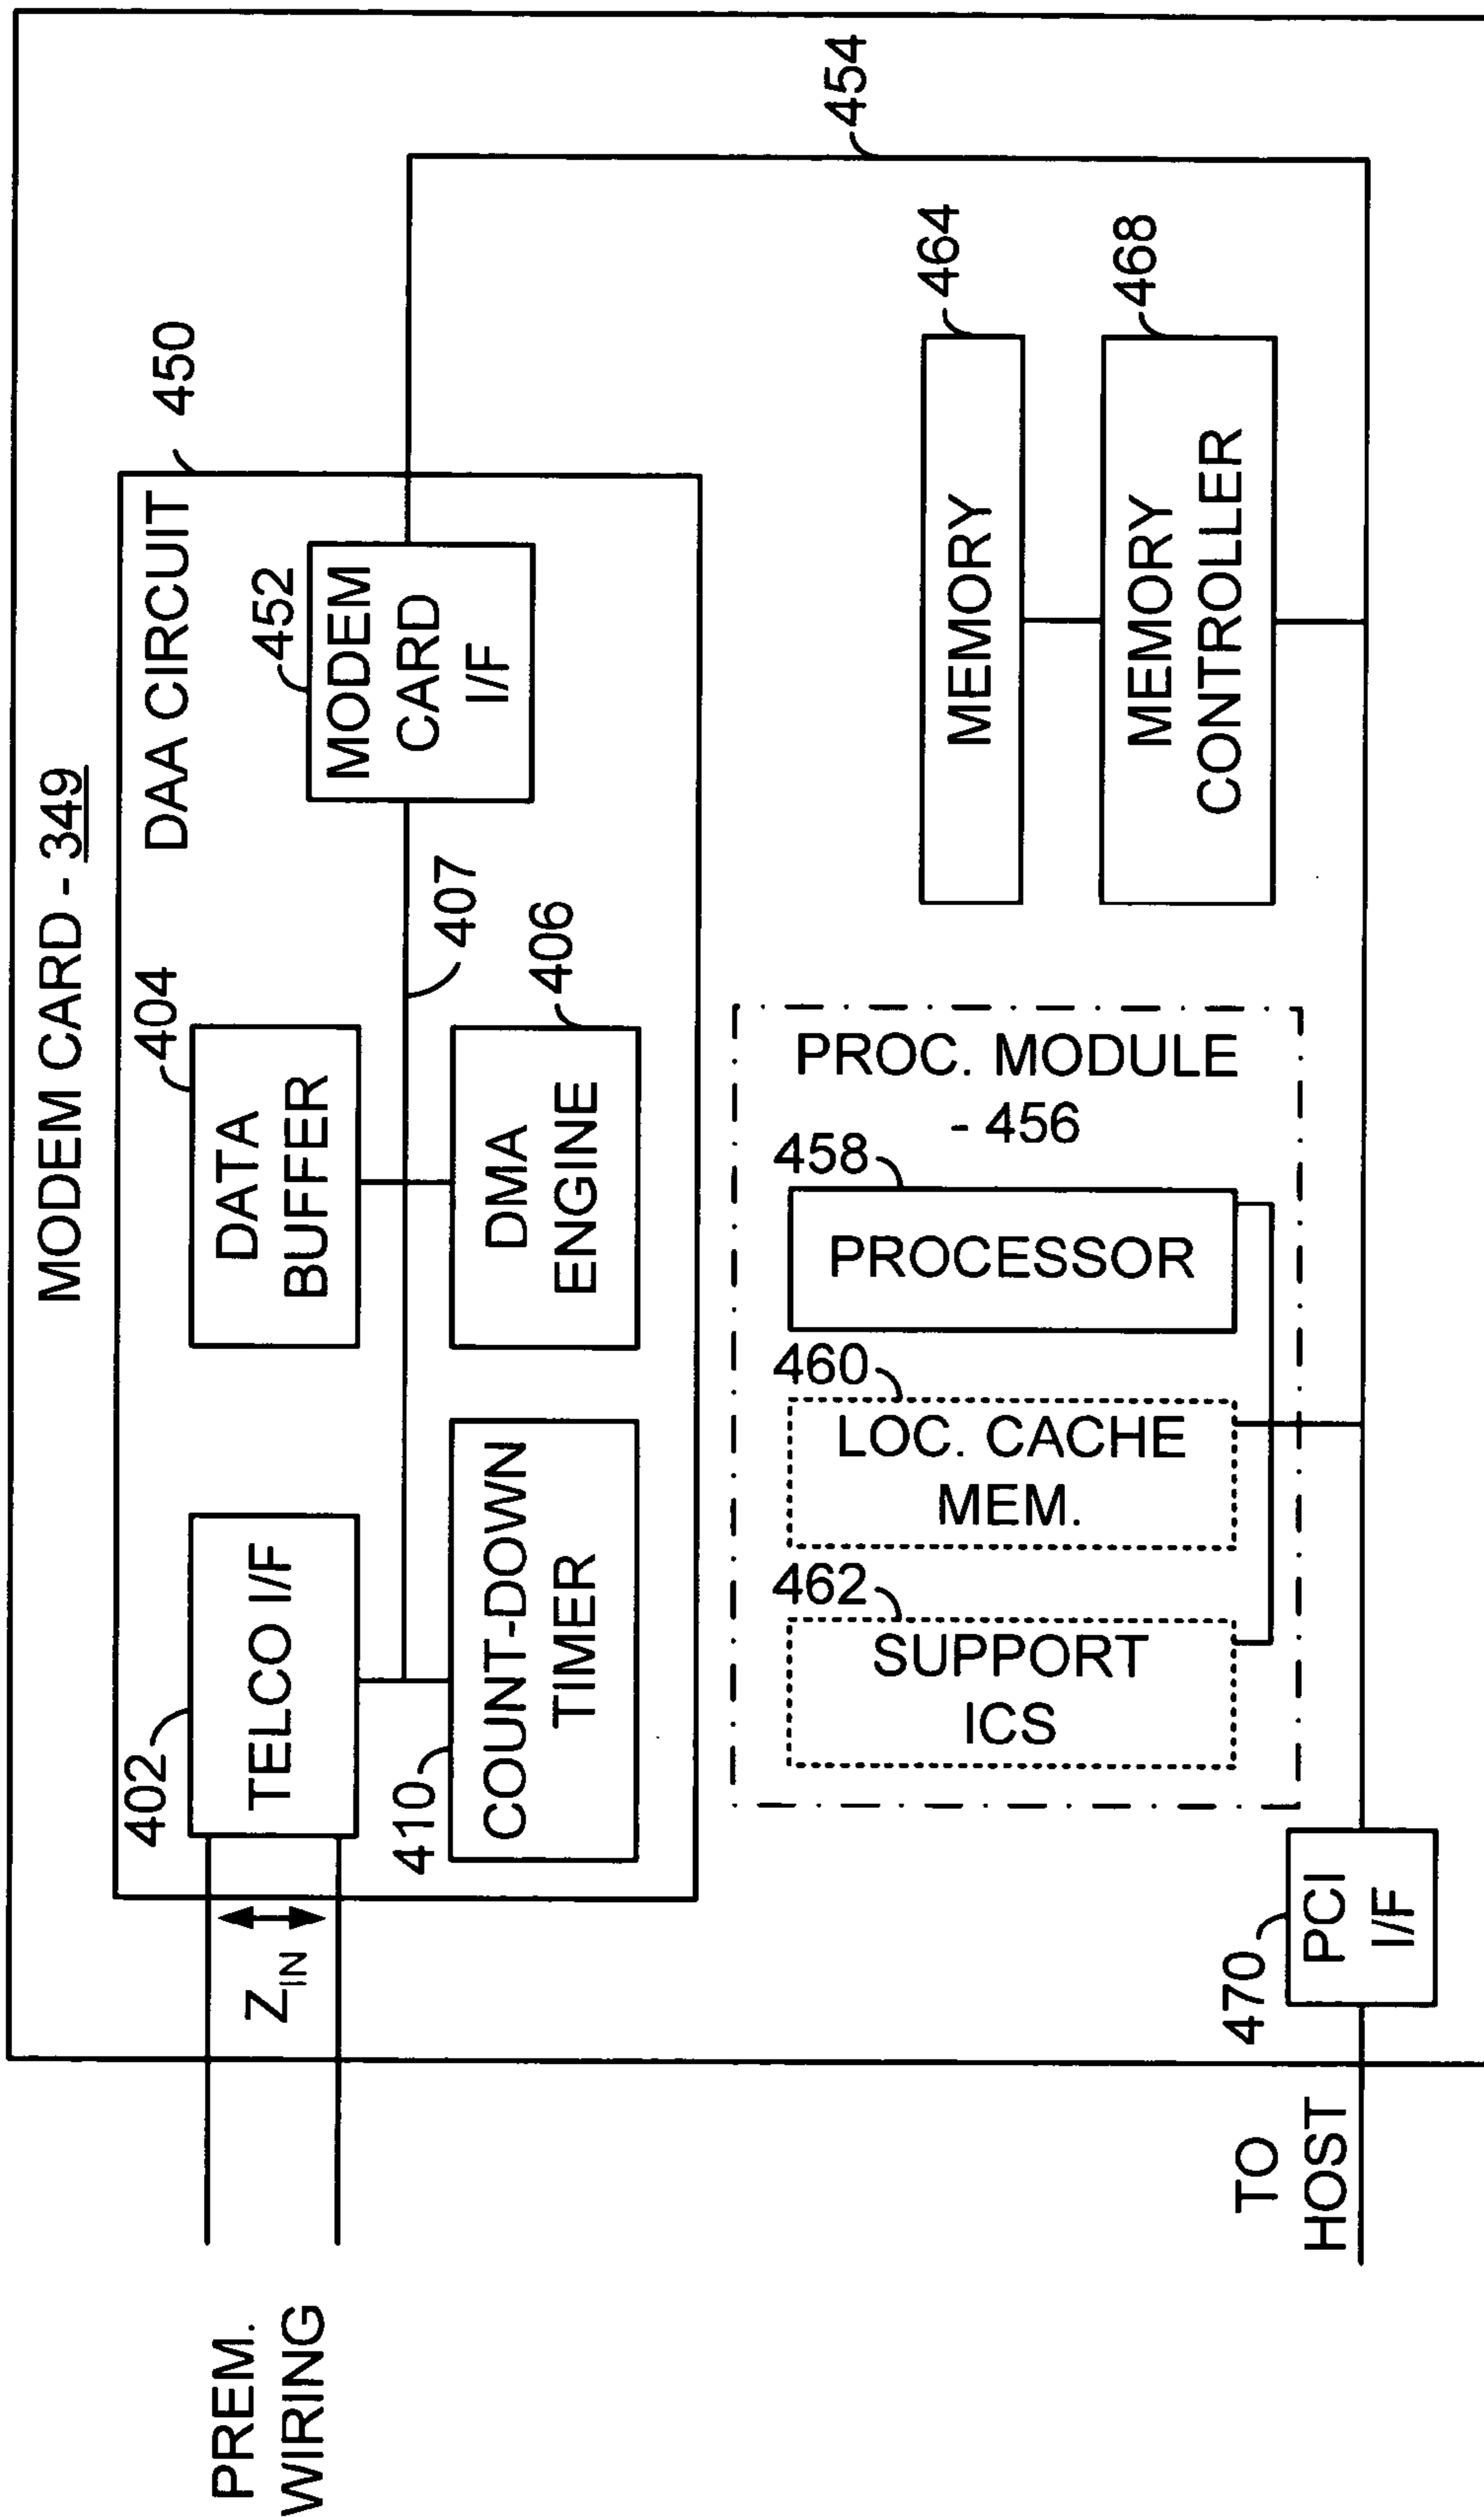 MODEM CARD - 349
450
DAA CIRCUIT
402
TELCO I/F
404
DATA
BUFFER
452
MODEM
CARD
I/F
407
410
COUNT-DOWN
TIMER
406
DMA
ENGINE
454
PREM.
WIRING
ZIN
PROC. MODULE
- 456
458
PROCESSOR
460
LOC. CACHE
MEM.
462
SUPPORT
ICS
464
MEMORY
468
MEMORY
CONTROLLER
470
PCI
I/F
TO
HOST